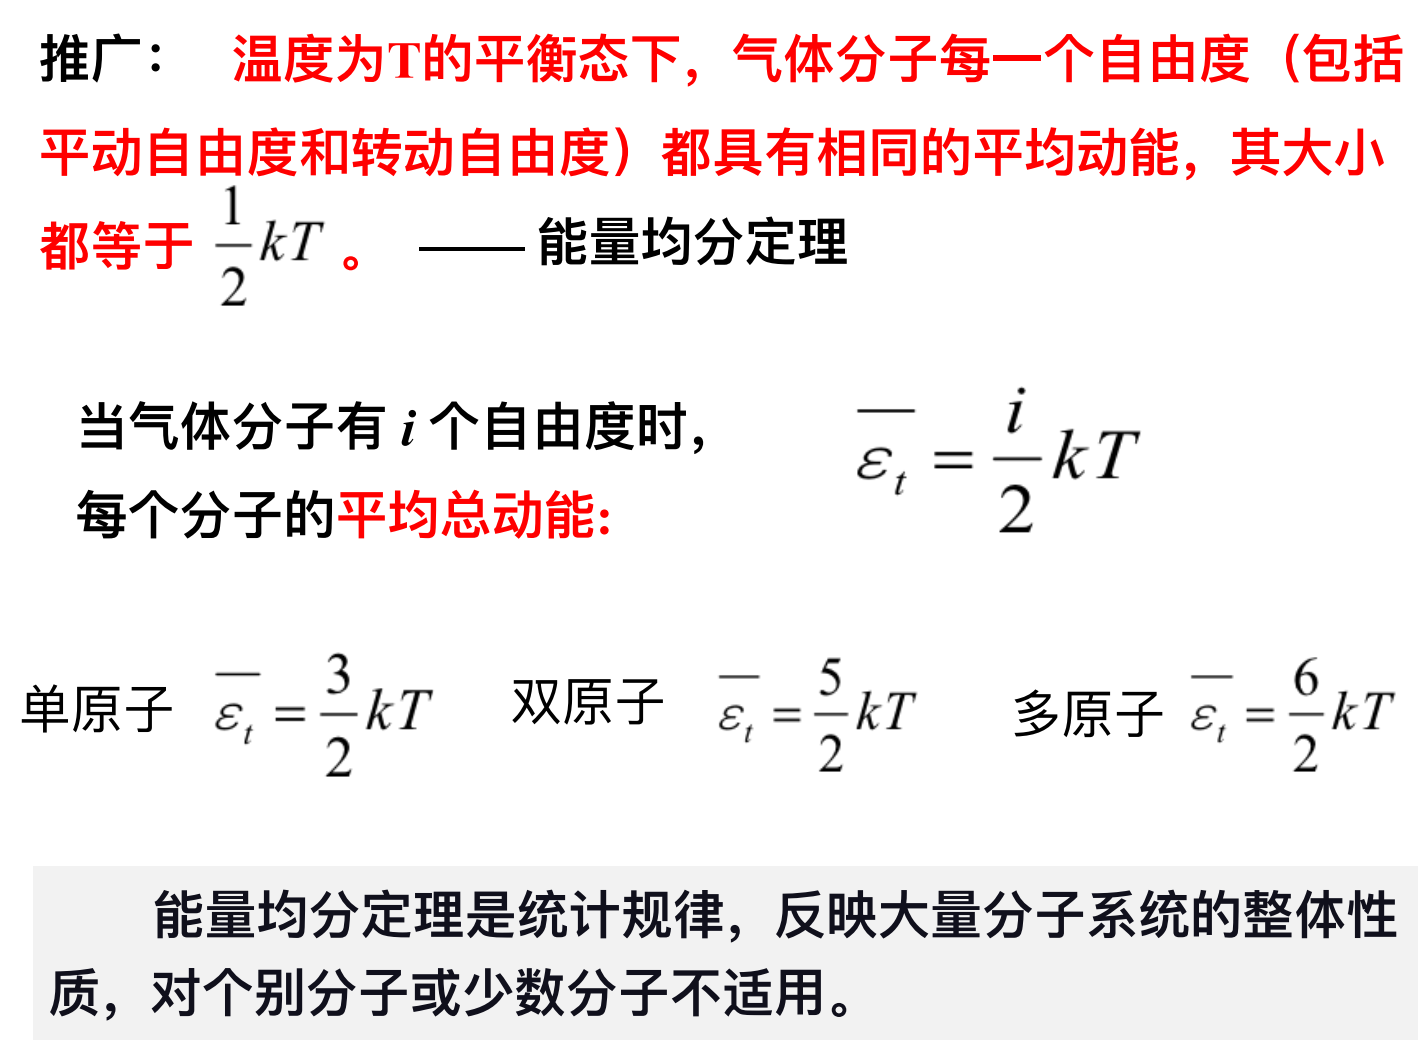 推广： 温度为T的平衡态下，气体分子每一个自由度（包括
平动自由度和转动自由度）都具有相同的平均动能，其大小
都等于 $\frac{1}{2}kT$ 。 —— 能量均分定理
当气体分子有 i 个自由度时，
每个分子的平均总动能:
$\overline{\varepsilon_t} = \frac{i}{2}kT$
单原子 $\overline{\varepsilon_t} = \frac{3}{2}kT$ 双原子 $\overline{\varepsilon_t} = \frac{5}{2}kT$ 多原子 $\overline{\varepsilon_t} = \frac{6}{2}kT$
能量均分定理是统计规律，反映大量分子系统的整体性
质，对个别分子或少数分子不适用。